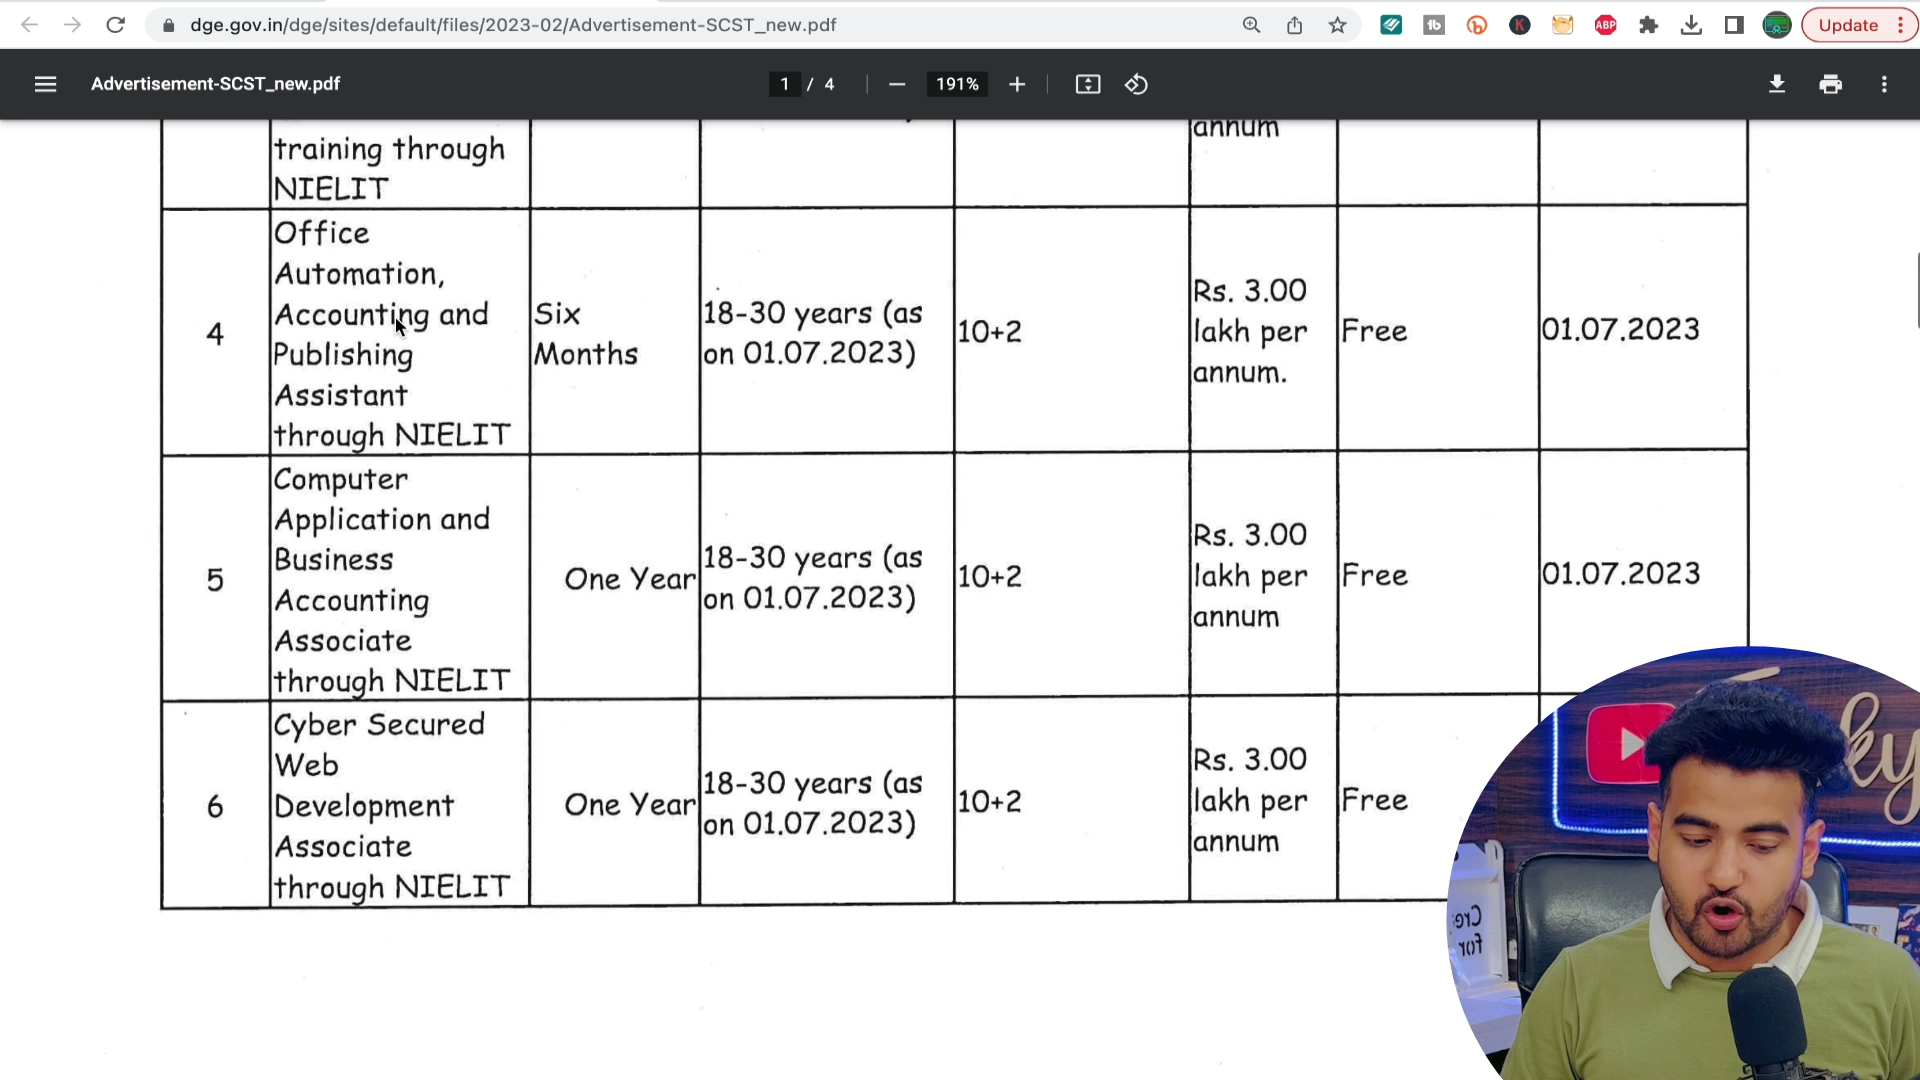 dge.gov.in/dge/sites/default/files/2023-02/Advertisement-SCST_new.pdf
Update
Advertisement-SCST_new.pdf
1 / 4
191%
training through
NIELIT
annum
4
Office
Automation,
Accounting and
Publishing
Assistant
through NIELIT
Six
Months
18-30 years (as
on 01.07.2023)
10+2
Rs. 3.00
lakh per
annum.
Free
01.07.2023
5
Computer
Application and
Business
Accounting
Associate
through NIELIT
One Year
18-30 years (as
on 01.07.2023)
10+2
Rs. 3.00
lakh per
annum
Free
01.07.2023
6
Cyber Secured
Web
Development
Associate
through NIELIT
One Year
18-30 years (as
on 01.07.2023)
10+2
Rs. 3.00
lakh per
annum
Free
ABP
K
tb
for